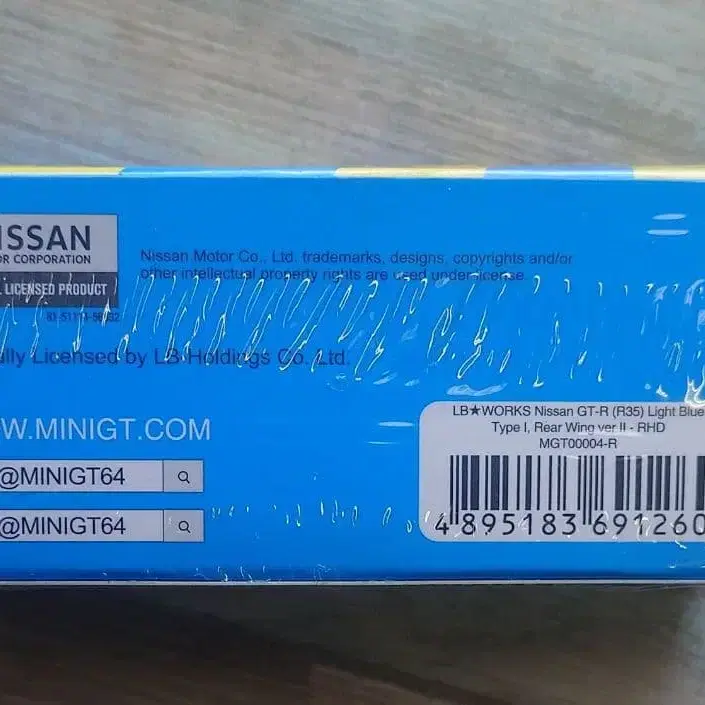 ISSAN
OR CORPORATION
LICENSED PRODUCT
Nissan Motor Co., Ltd. trademarks, designs, copyrights and/or
other intellectual property rights are used under license.
ally Licensed by LB-Holdings Co. Ltd.
W.MINIGT.COM
@MINIGT64
@MINIGT64
LB★WORKS Nissan GT-R (R35) Light Blue
Type I, Rear Wing ver II - RHD
MGT00004-R
4 895183 691260